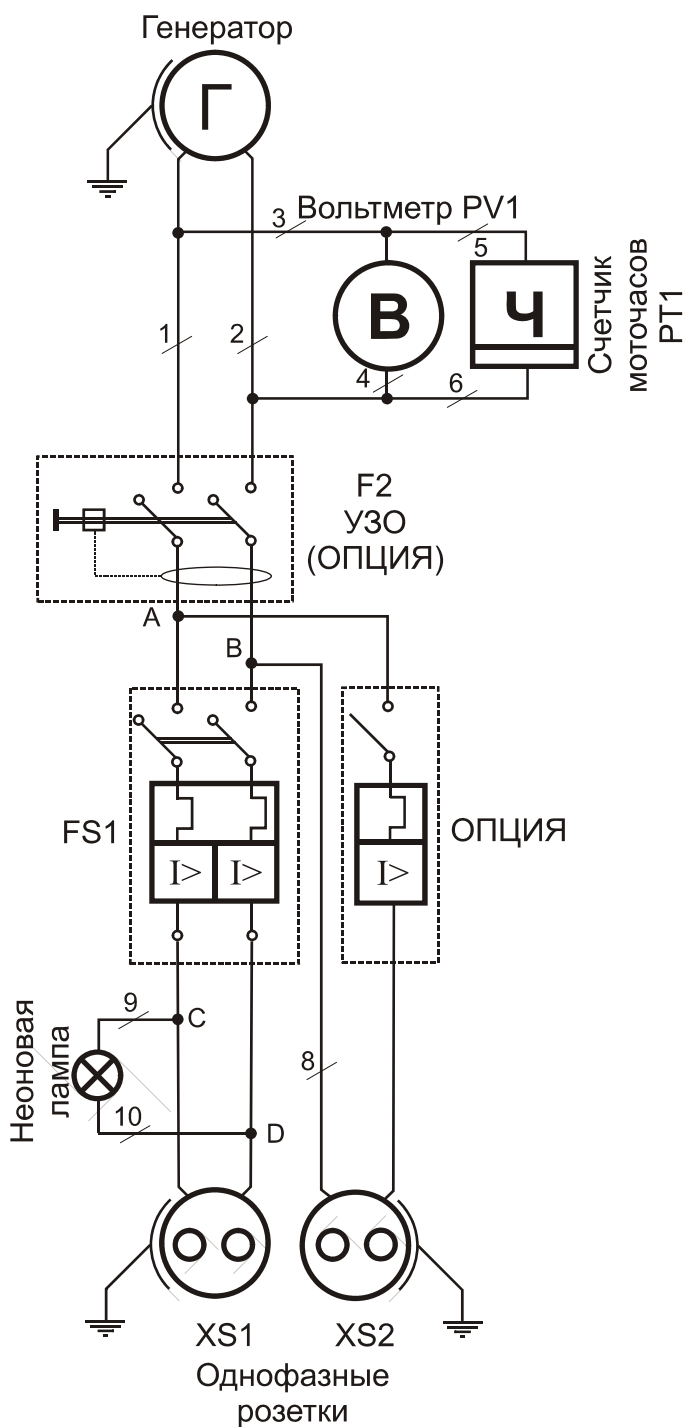 Генератор
Г
Вольтметр PV1
3
5
В
Ч
Счетчик
моточасов
PT1
1
2
4
6
F2
УЗО
(ОПЦИЯ)
A
B
FS1
I>
I>
I>
ОПЦИЯ
9
C
Неоновая
лампа
8
10
D
XS1
XS2
Однофазные
розетки